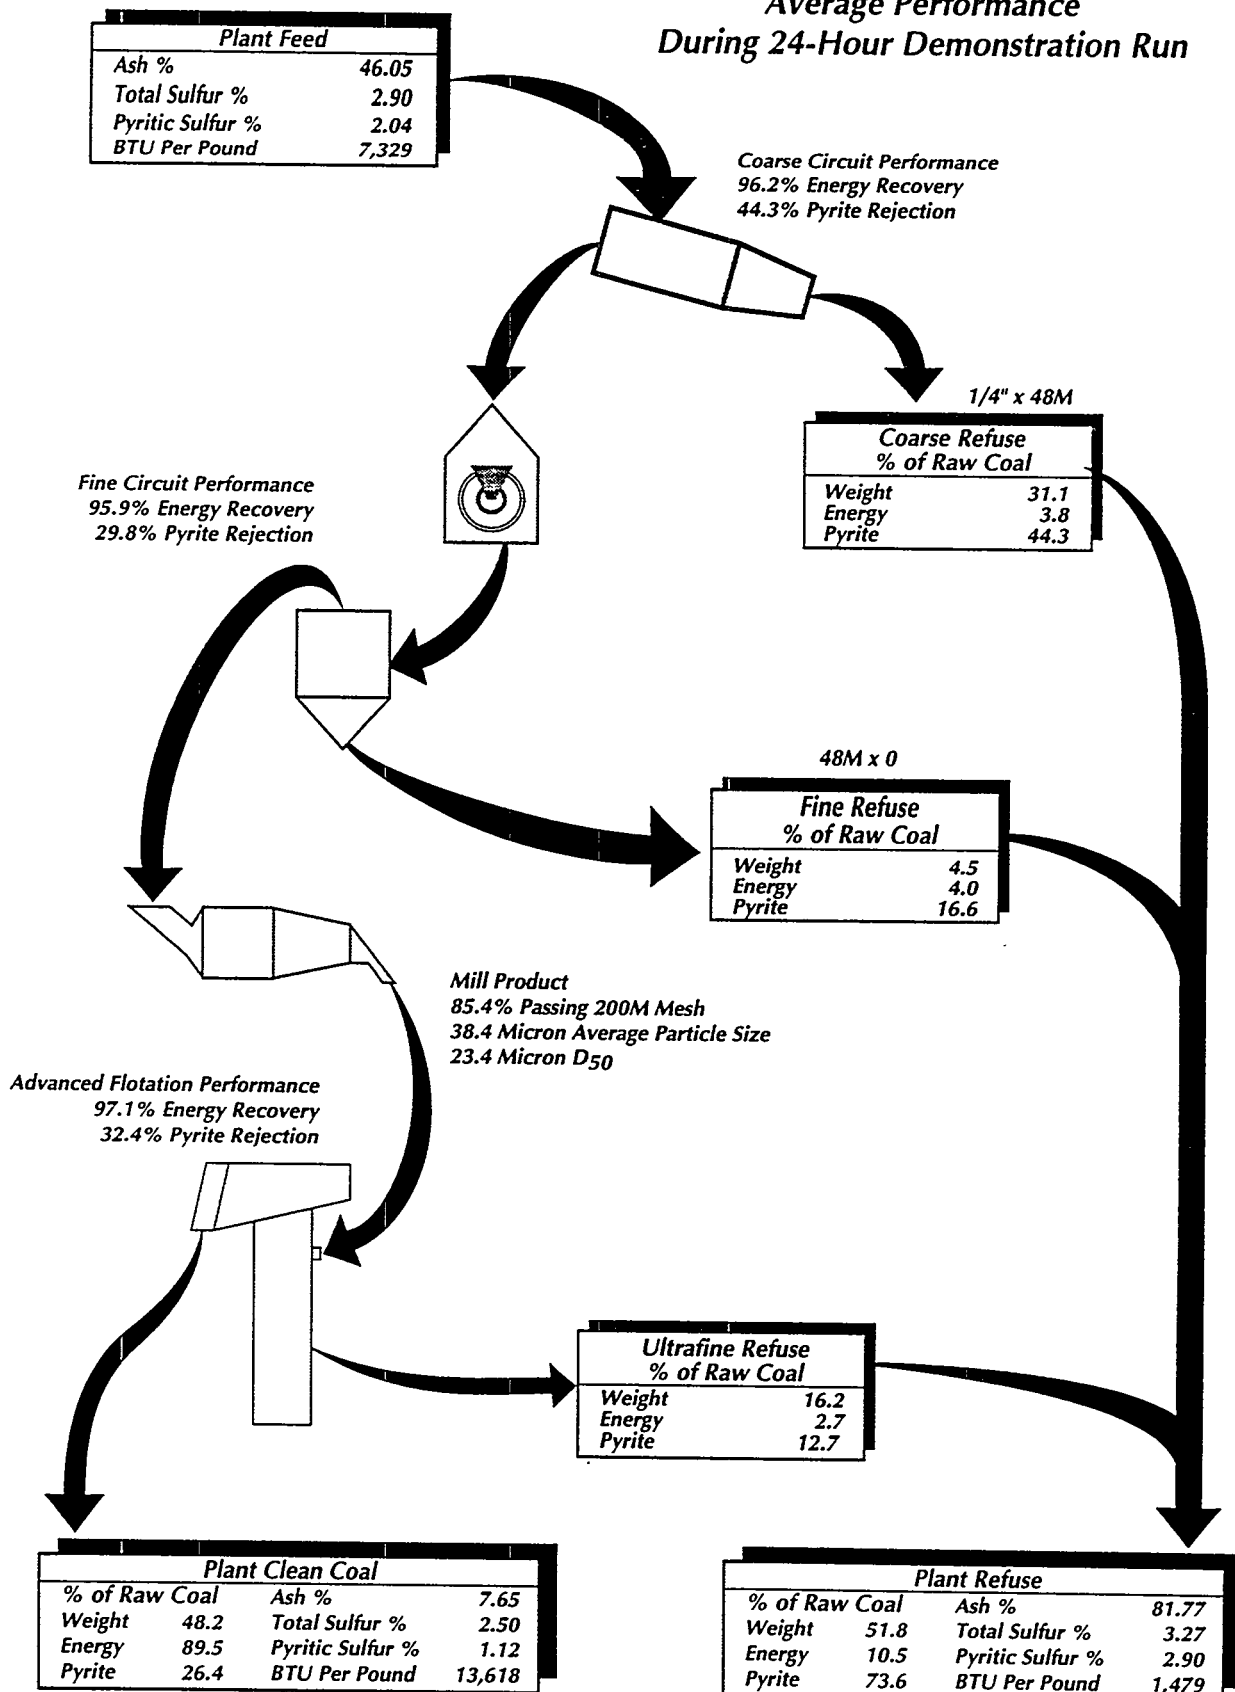 Average Performance
During 24-Hour Demonstration Run
Plant Feed
Ash % 46.05
Total Sulfur % 2.90
Pyritic Sulfur % 2.04
BTU Per Pound 7,329
Coarse Circuit Performance
96.2% Energy Recovery
44.3% Pyrite Rejection
1/4" x 48M
Coarse Refuse
% of Raw Coal
Weight 31.1
Energy 3.8
Pyrite 44.3
Fine Circuit Performance
95.9% Energy Recovery
29.8% Pyrite Rejection
48M x 0
Fine Refuse
% of Raw Coal
Weight 4.5
Energy 4.0
Pyrite 16.6
Mill Product
85.4% Passing 200M Mesh
38.4 Micron Average Particle Size
23.4 Micron D50
Advanced Flotation Performance
97.1% Energy Recovery
32.4% Pyrite Rejection
Ultrafine Refuse
% of Raw Coal
Weight 16.2
Energy 2.7
Pyrite 12.7
Plant Clean Coal
% of Raw Coal Ash % 7.65
Weight 48.2 Total Sulfur % 2.50
Energy 89.5 Pyritic Sulfur % 1.12
Pyrite 26.4 BTU Per Pound 13,618
Plant Refuse
% of Raw Coal Ash % 81.77
Weight 51.8 Total Sulfur % 3.27
Energy 10.5 Pyritic Sulfur % 2.90
Pyrite 73.6 BTU Per Pound 1,479